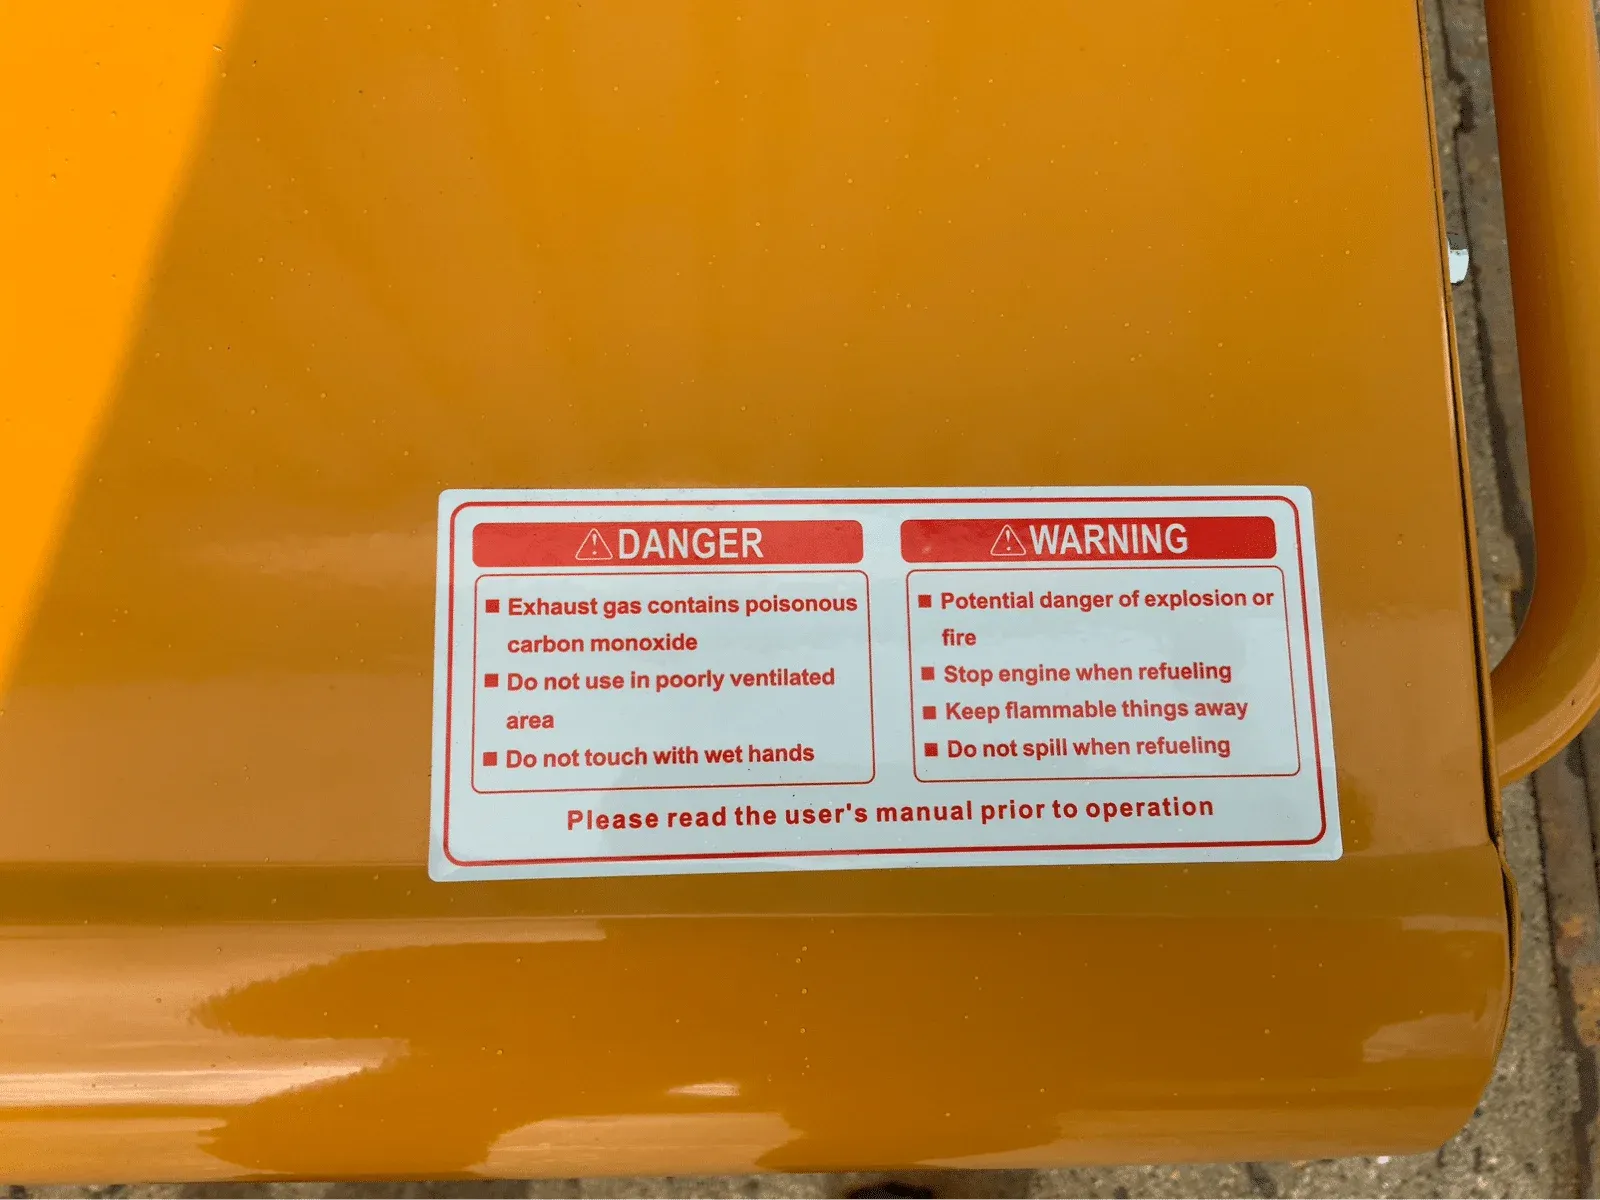 DANGER
Exhaust gas contains poisonous
carbon monoxide
Do not use in poorly ventilated
area
Do not touch with wet hands
WARNING
Potential danger of explosion or
fire
Stop engine when refueling
Keep flammable things away
Do not spill when refueling
Please read the user's manual prior to operation